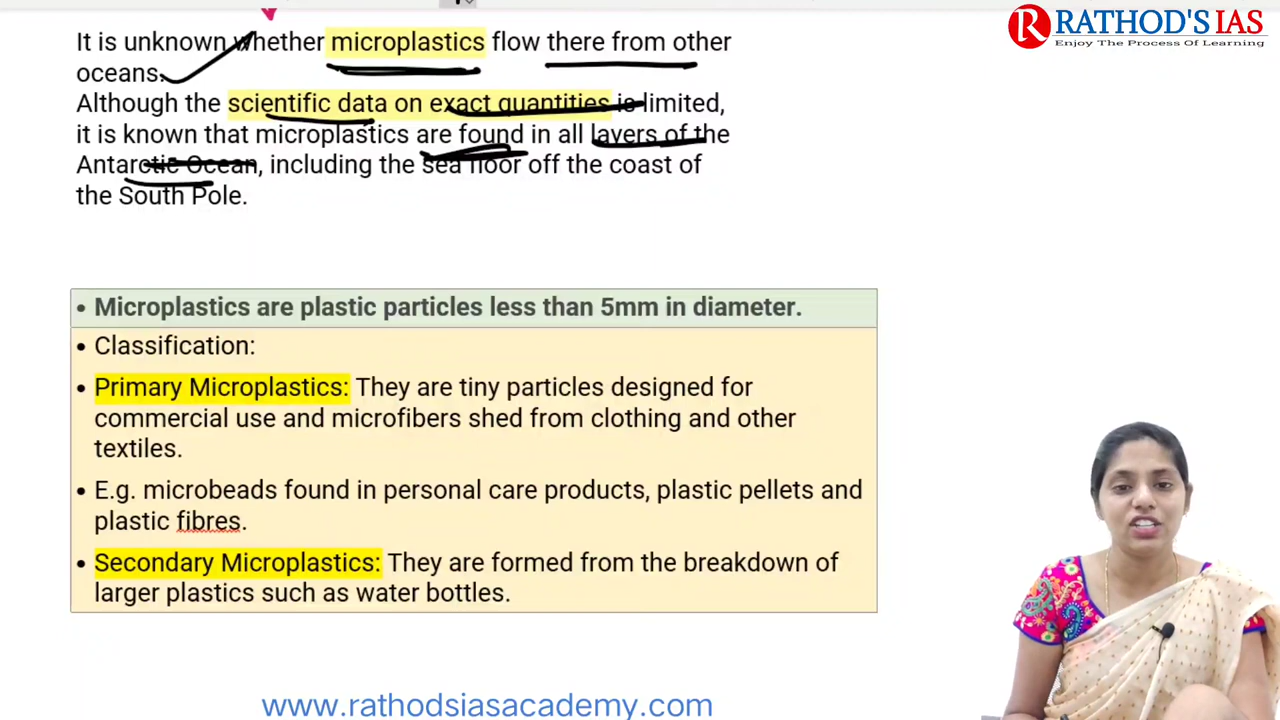 RATHOD'S IAS
Enjoy The Process Of Learning
It is unknown whether microplastics flow there from other
oceans.
Although the scientific data on exact quantities is limited,
it is known that microplastics are found in all layers of the
Antarctic Ocean, including the sea floor off the coast of
the South Pole.
• Microplastics are plastic particles less than 5mm in diameter.
• Classification:
• Primary Microplastics: They are tiny particles designed for
commercial use and microfibers shed from clothing and other
textiles.
• E.g. microbeads found in personal care products, plastic pellets and
plastic fibres.
• Secondary Microplastics: They are formed from the breakdown of
larger plastics such as water bottles.
www.rathodsiasacademy.com